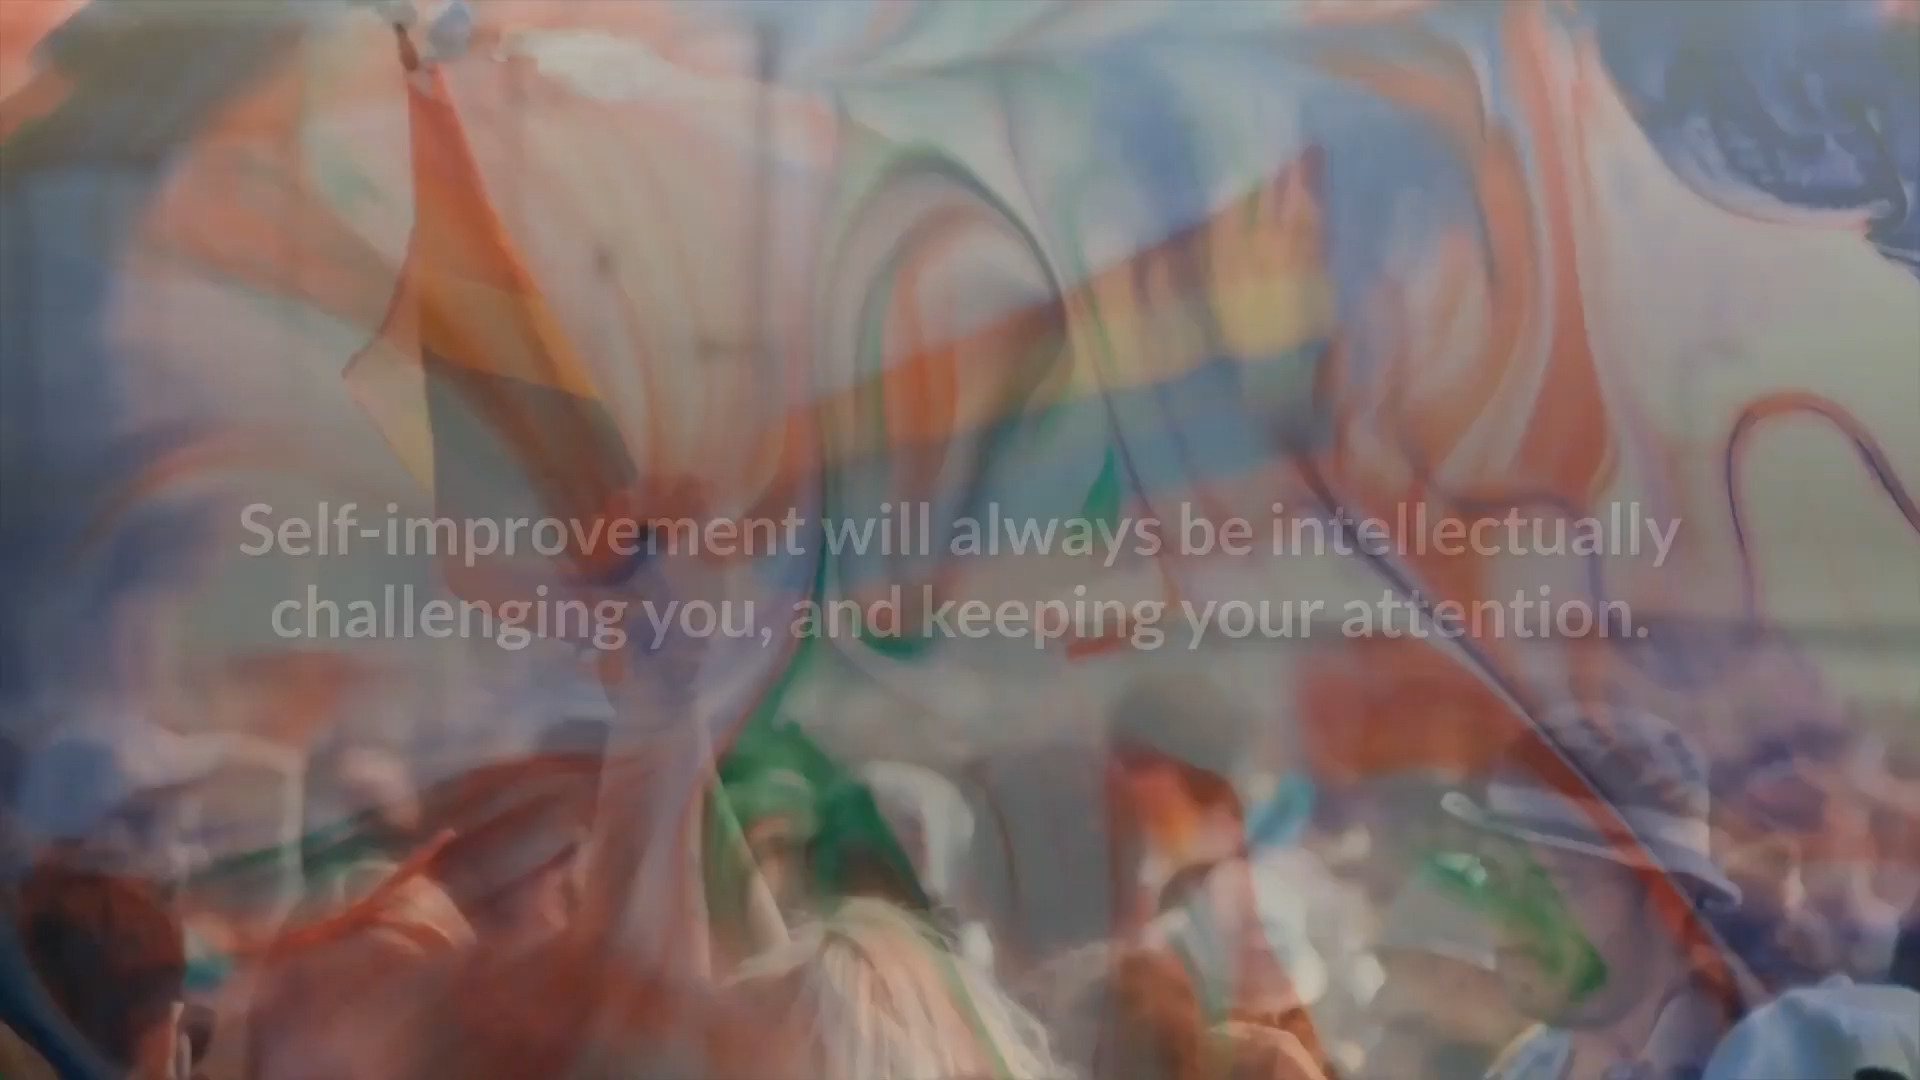 Self-improvement will always be intellectually
challenging you, and keeping your attention.